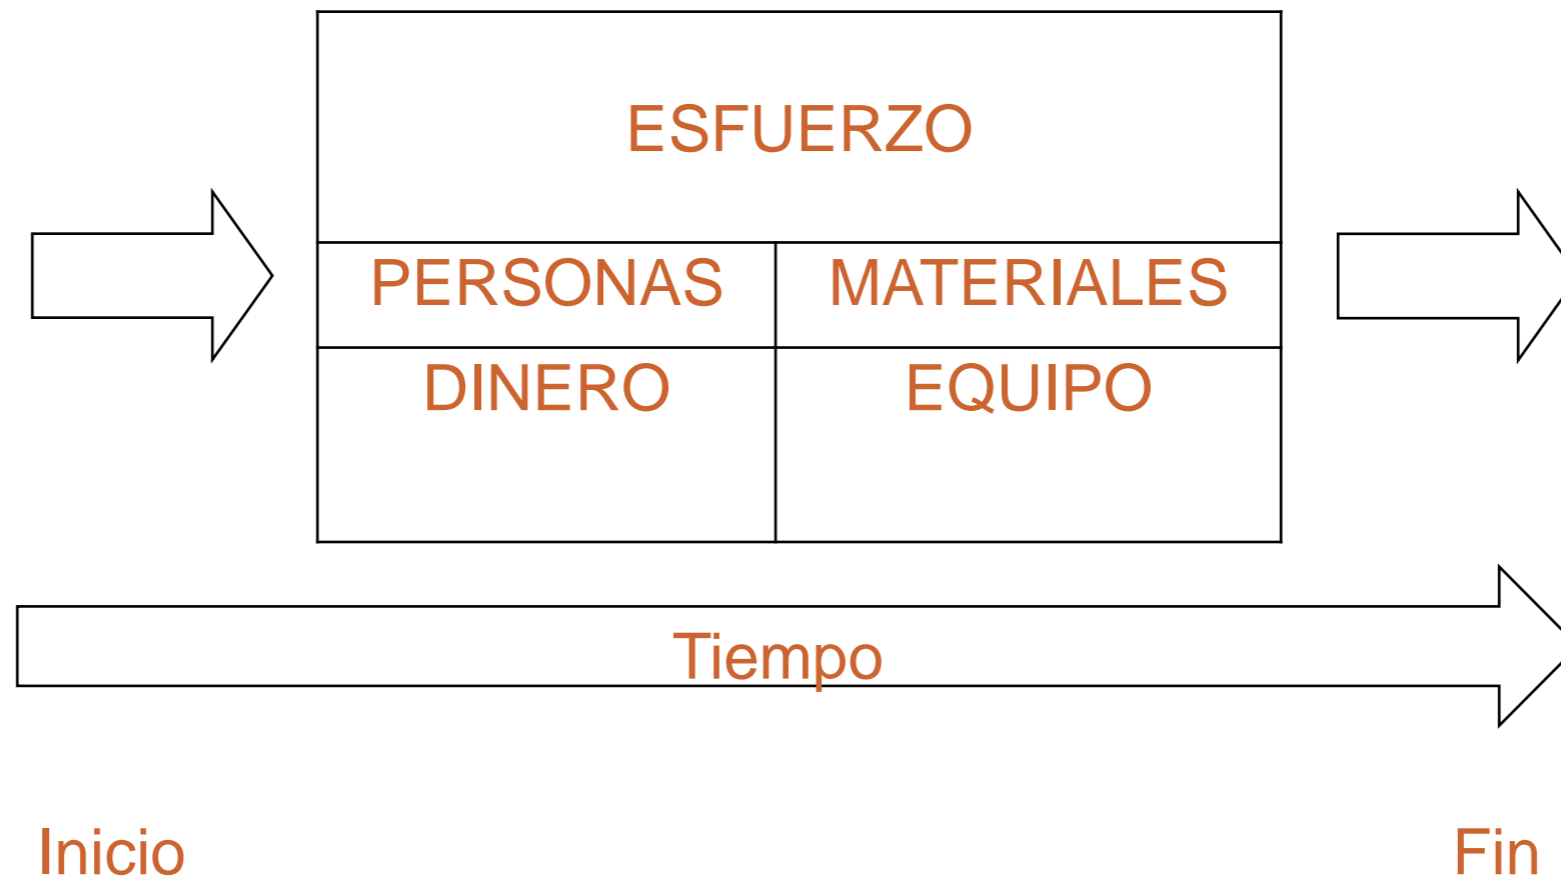 ESFUERZO
PERSONAS MATERIALES
DINERO EQUIPO
Tiempo
Inicio Fin